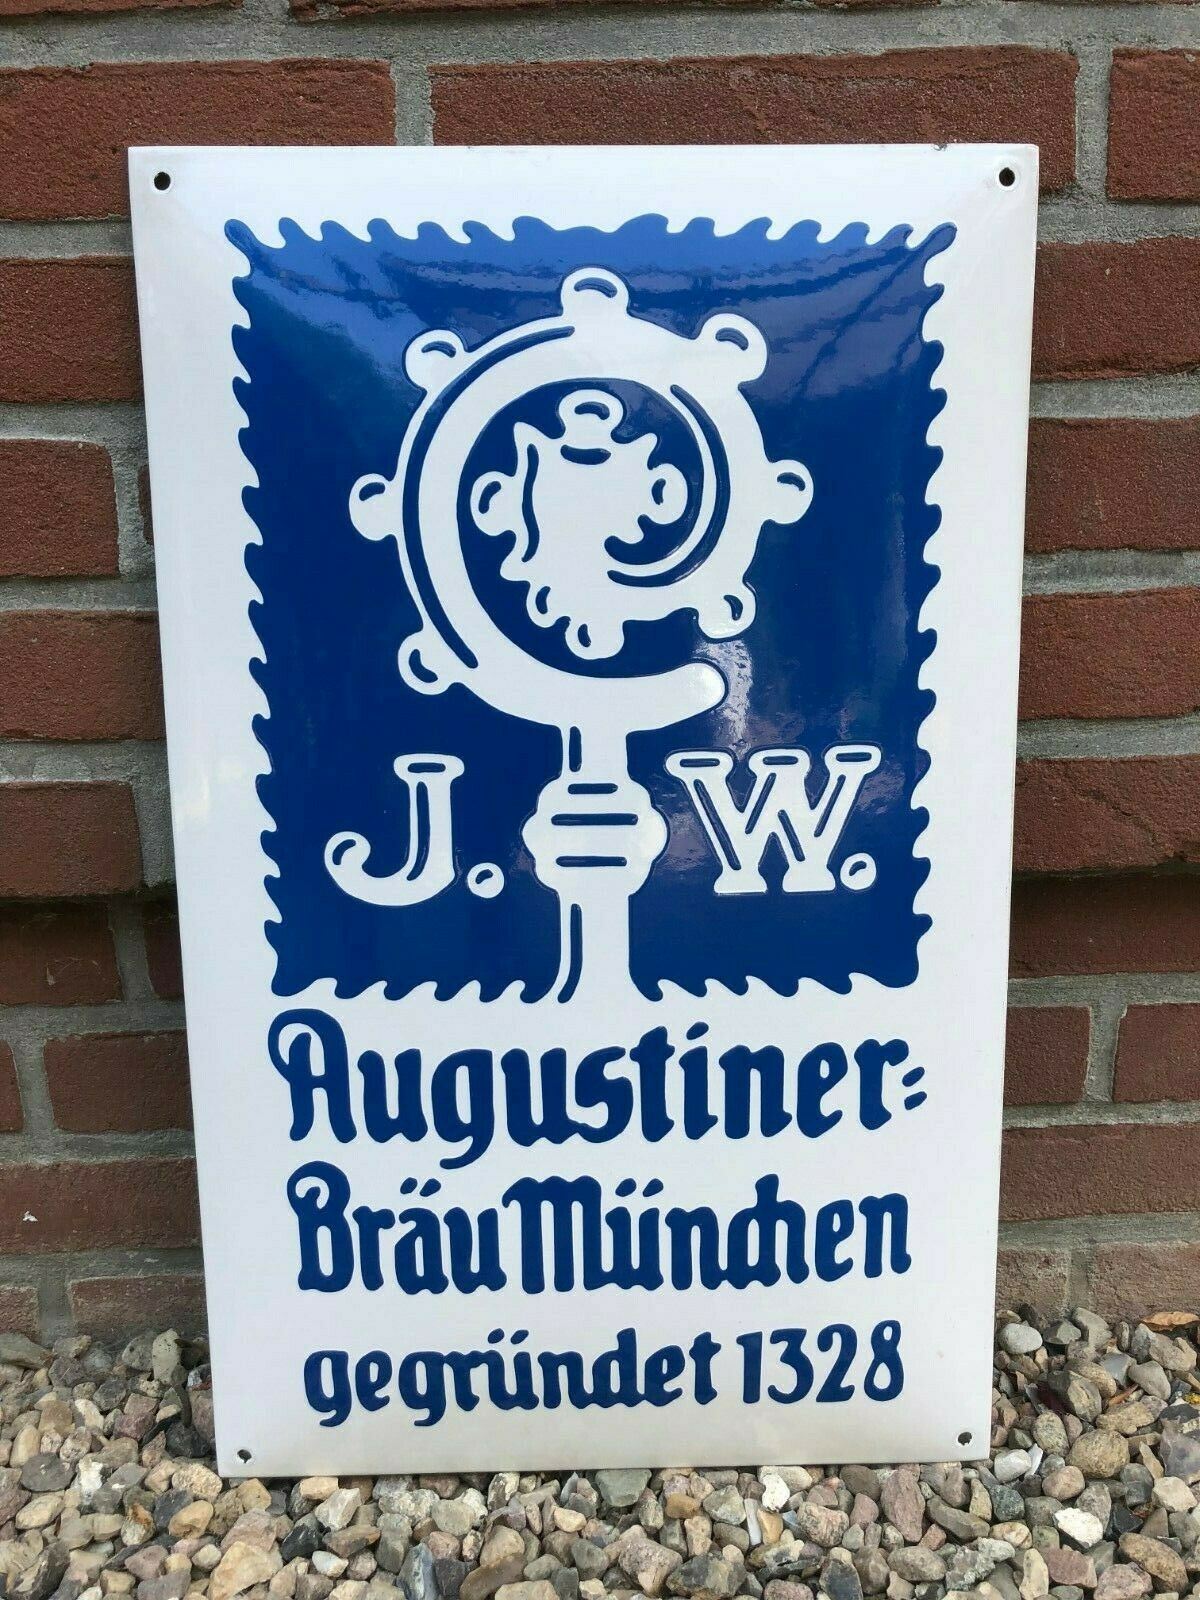 J. W.
Augustiner=
Bräu München
gegründet 1328